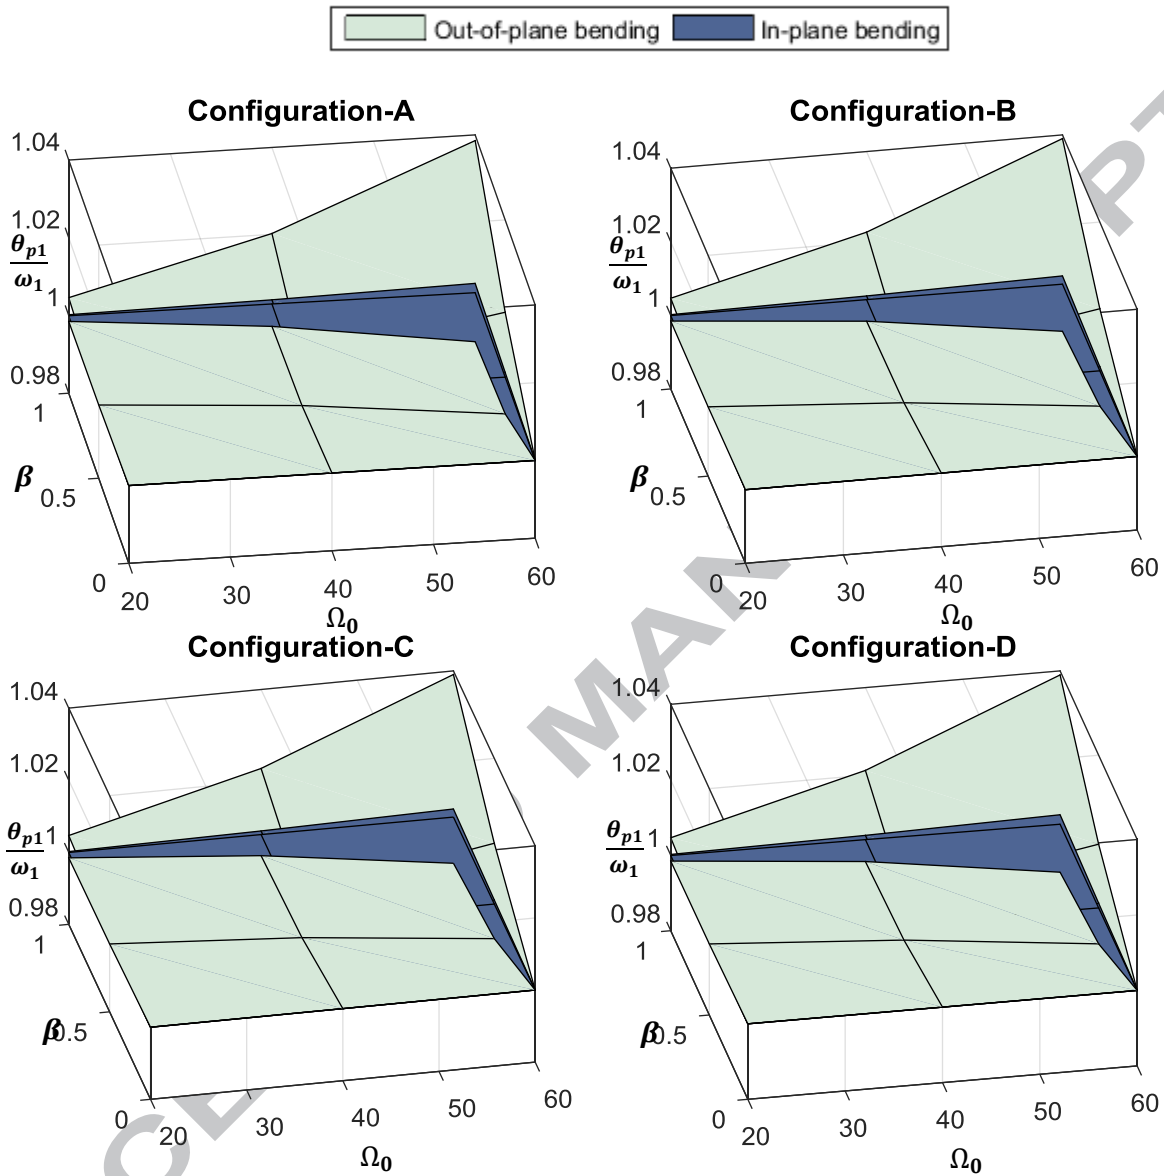 Out-of-plane bending In-plane bending
Configuration-A
1.04
1.02
θp1
ω1
1
0.98
1
β
0.5
0
20
30
40
50
60
Ω0
Configuration-B
1.04
1.02
θp1
ω1
1
0.98
1
β
0.5
0
20
30
40
50
60
Ω0
Configuration-C
1.04
1.02
θp1
ω1
1
0.98
1
β
0.5
0
20
30
40
50
60
Ω0
Configuration-D
1.04
1.02
θp1
ω1
1
0.98
1
β
0.5
0
20
30
40
50
60
Ω0